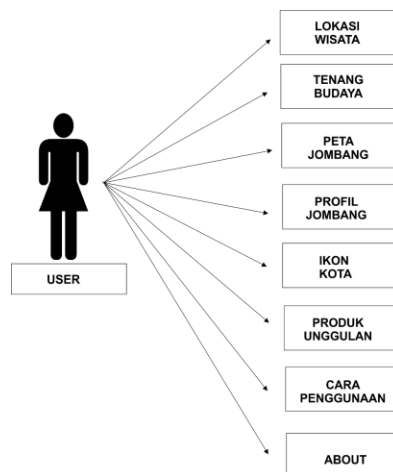 LOKASI
WISATA
TENANG
BUDAYA
PETA
JOMBANG
PROFIL
JOMBANG
USER
IKON
KOTA
PRODUK
UNGGULAN
CARA
PENGGUNAAN
ABOUT